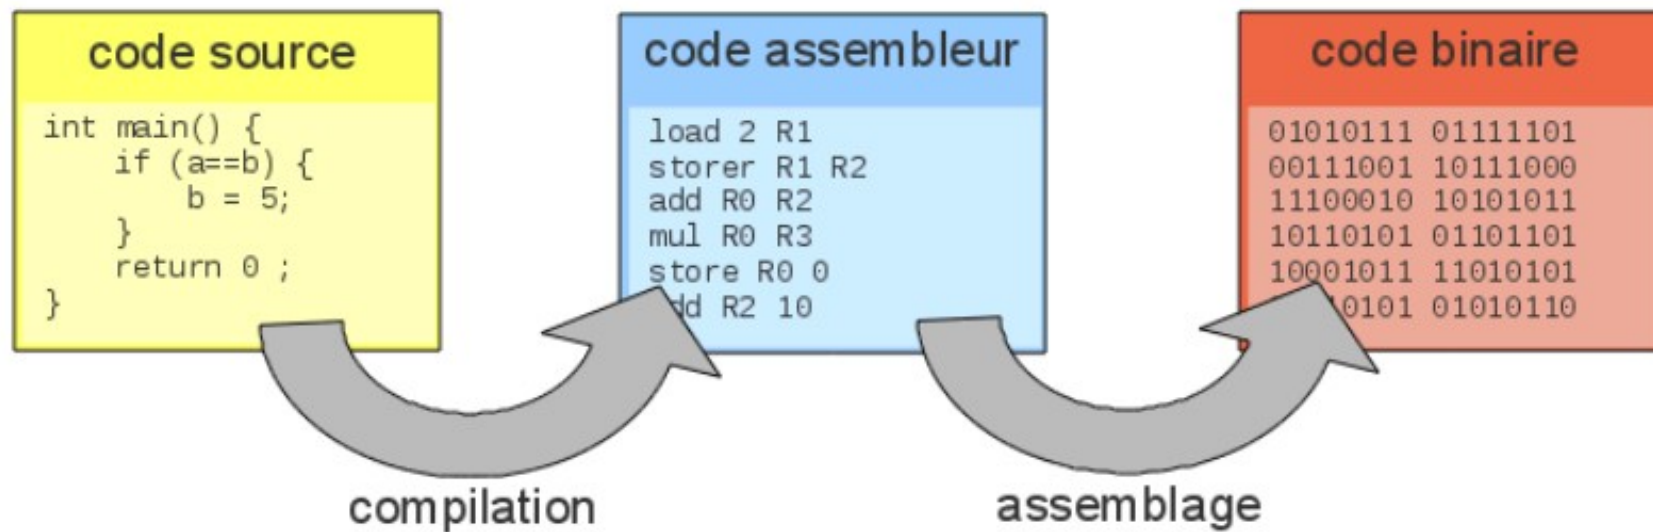 code source
int main() {
    if (a==b) {
        b = 5;
    }
    return 0 ;
}
code assembleur
load 2 R1
storer R1 R2
add R0 R2
mul R0 R3
store R0 0
R2 10
code binaire
01010111 01111101
00111001 10111000
11100010 10101011
10110101 01101101
10001011 11010101
01010110
compilation
assemblage